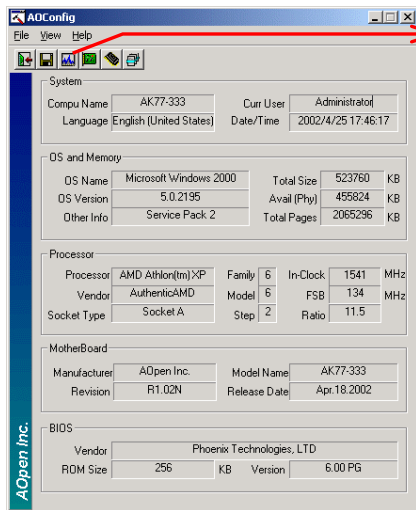 AOConfig
File View Help
System
Compu Name AK77-333 Curr User Administrator
Language English (United States) Date/Time 2002/4/25 17:46:17
OS and Memory
OS Name Microsoft Windows 2000 Total Size 523760 KB
OS Version 5.0.2195 Avail (Phy) 455824 KB
Other Info Service Pack 2 Total Pages 2065296 KB
Processor
Processor AMD Athlon(tm) XP Family 6 In-Clock 1541 MHz
Vendor AuthenticAMD Model 6 FSB 134 MHz
Socket Type Socket A Step 2 Ratio 11.5
MotherBoard
Manufacturer AOpen Inc. Model Name AK77-333
Revision R1.02N Release Date Apr.18.2002
BIOS
Vendor Phoenix Technologies, LTD
ROM Size 256 KB Version 6.00 PG
AOpen Inc.